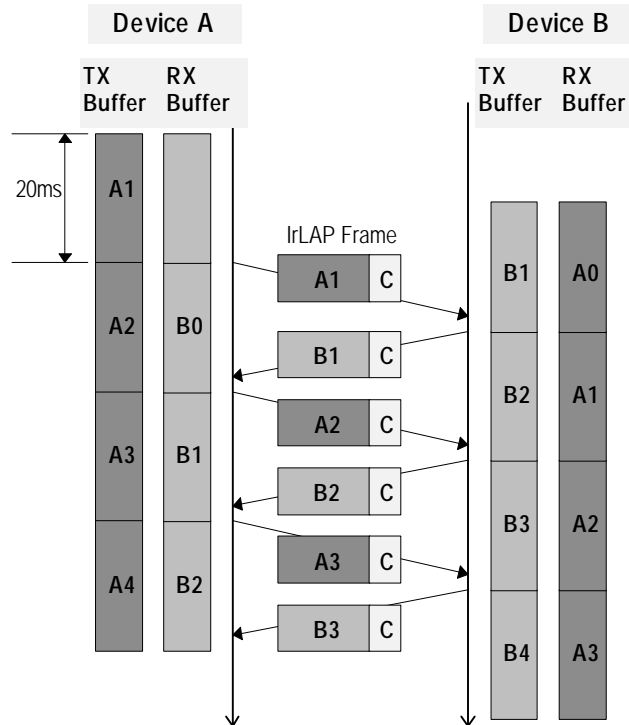 Device A
Device B
TX Buffer
RX Buffer
TX Buffer
RX Buffer
20ms
A1
IrLAP Frame
A1 C
B1
A0
A2
B0
B1 C
B2
A1
A2 C
A3
B1
B2 C
B3
A2
A3 C
A4
B2
B3 C
B4
A3